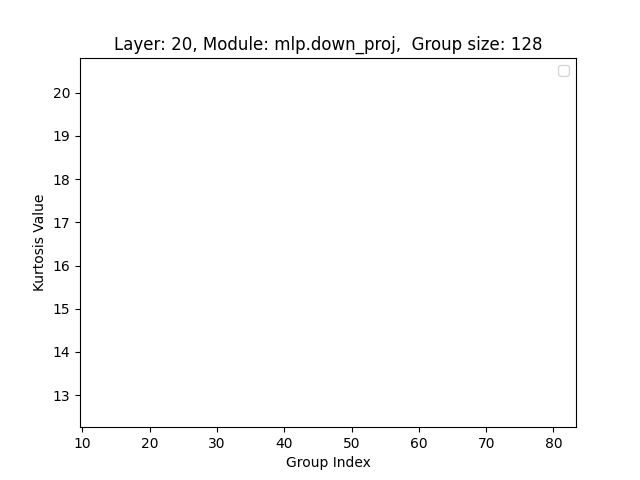 Layer: 20, Module: mlp.down_proj,  Group size: 128
20
19
18
17
16
15
14
13
Kurtosis Value
10 20 30 40 50 60 70 80
Group Index